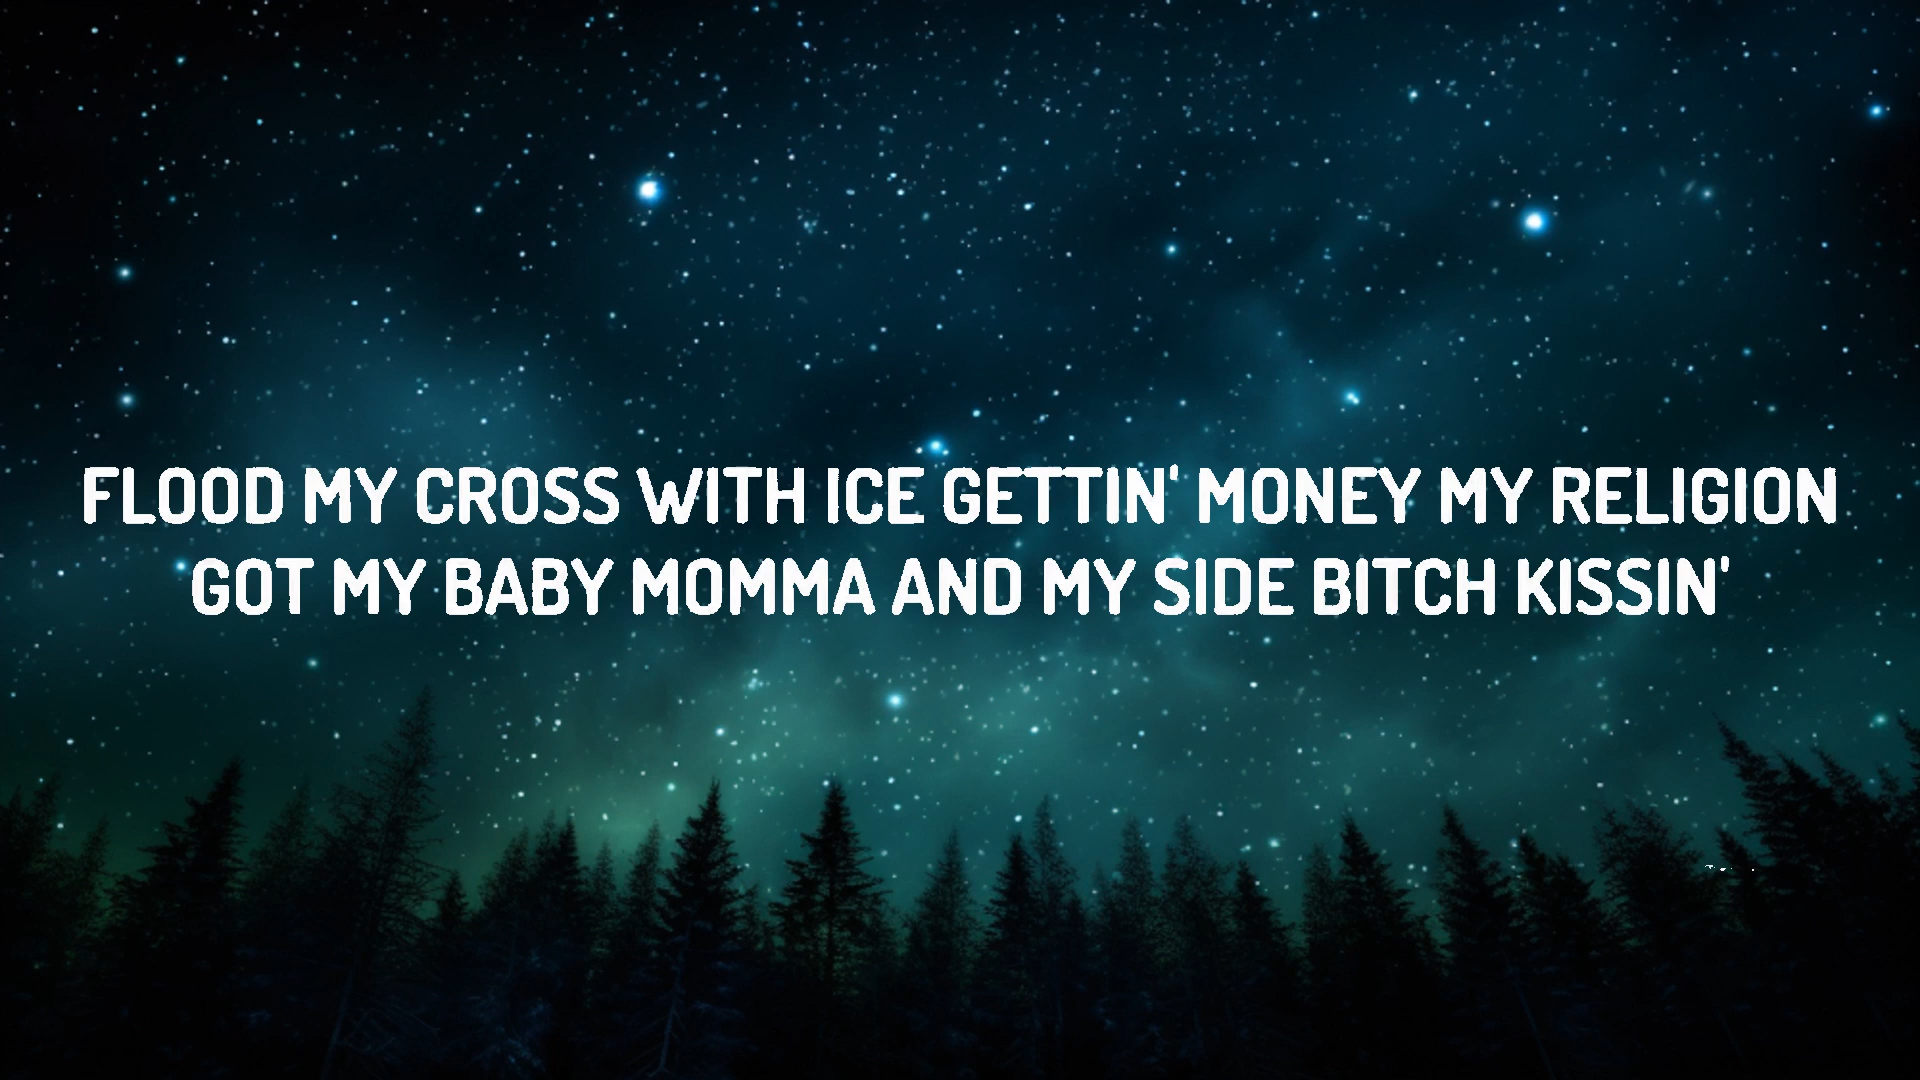 FLOOD MY CROSS WITH ICE GETTIN' MONEY MY RELIGION
GOT MY BABY MOMMA AND MY SIDE BITCH KISSIN'